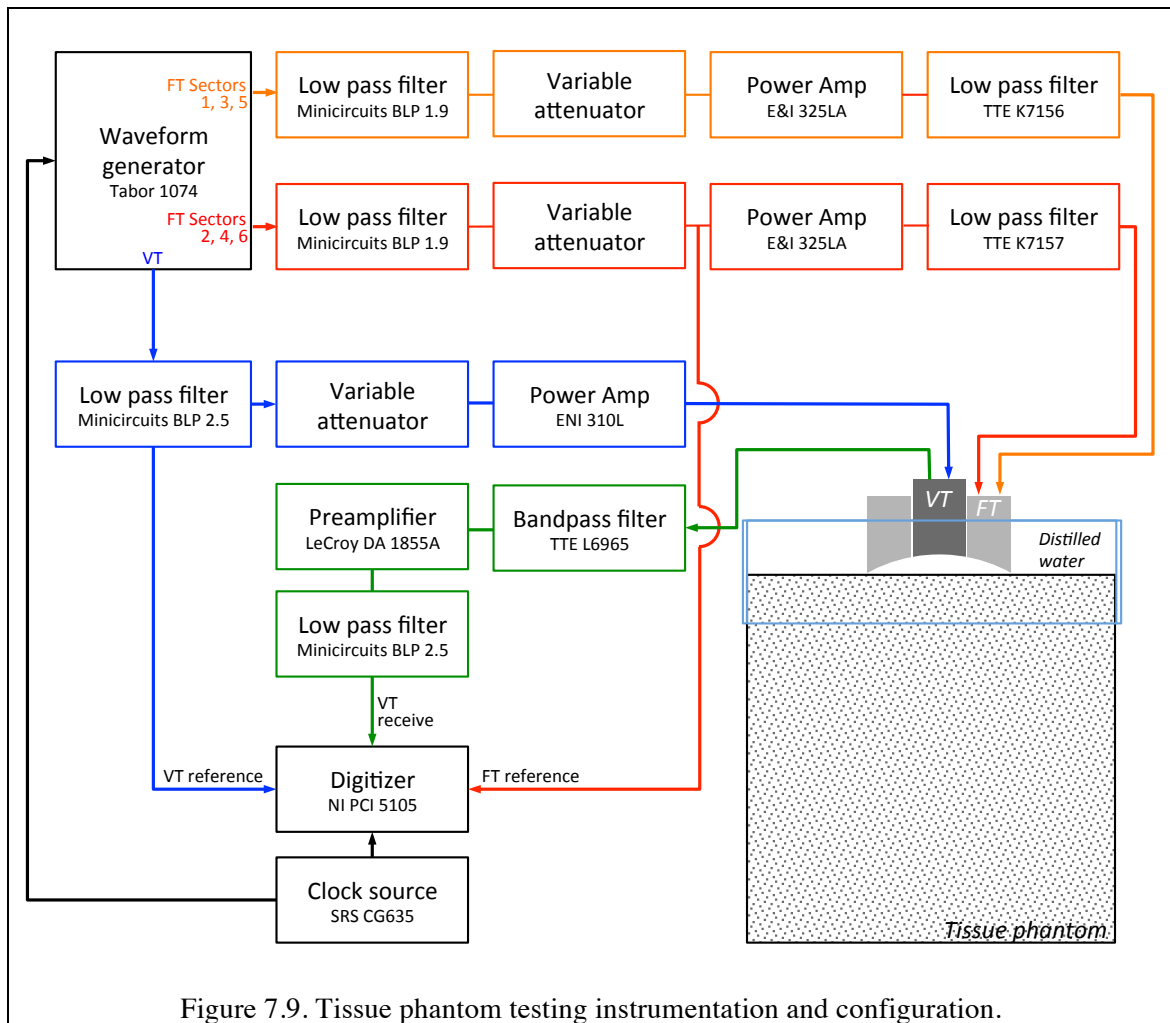 FT Sectors
1, 3, 5
Waveform
generator
Tabor 1074
FT Sectors
2, 4, 6
VT
Low pass filter
Minicircuits BLP 1.9
Variable
attenuator
Power Amp
E&I 325LA
Low pass filter
TTE K7156
Low pass filter
Minicircuits BLP 1.9
Variable
attenuator
Power Amp
E&I 325LA
Low pass filter
TTE K7157
Low pass filter
Minicircuits BLP 2.5
Variable
attenuator
Power Amp
ENI 310L
Preamplifier
LeCroy DA 1855A
Bandpass filter
TTE L6965
VT
FT
Distilled
water
Low pass filter
Minicircuits BLP 2.5
VT
receive
VT reference
Digitizer
NI PCI 5105
FT reference
Clock source
SRS CG635
Tissue phantom
Figure 7.9. Tissue phantom testing instrumentation and configuration.